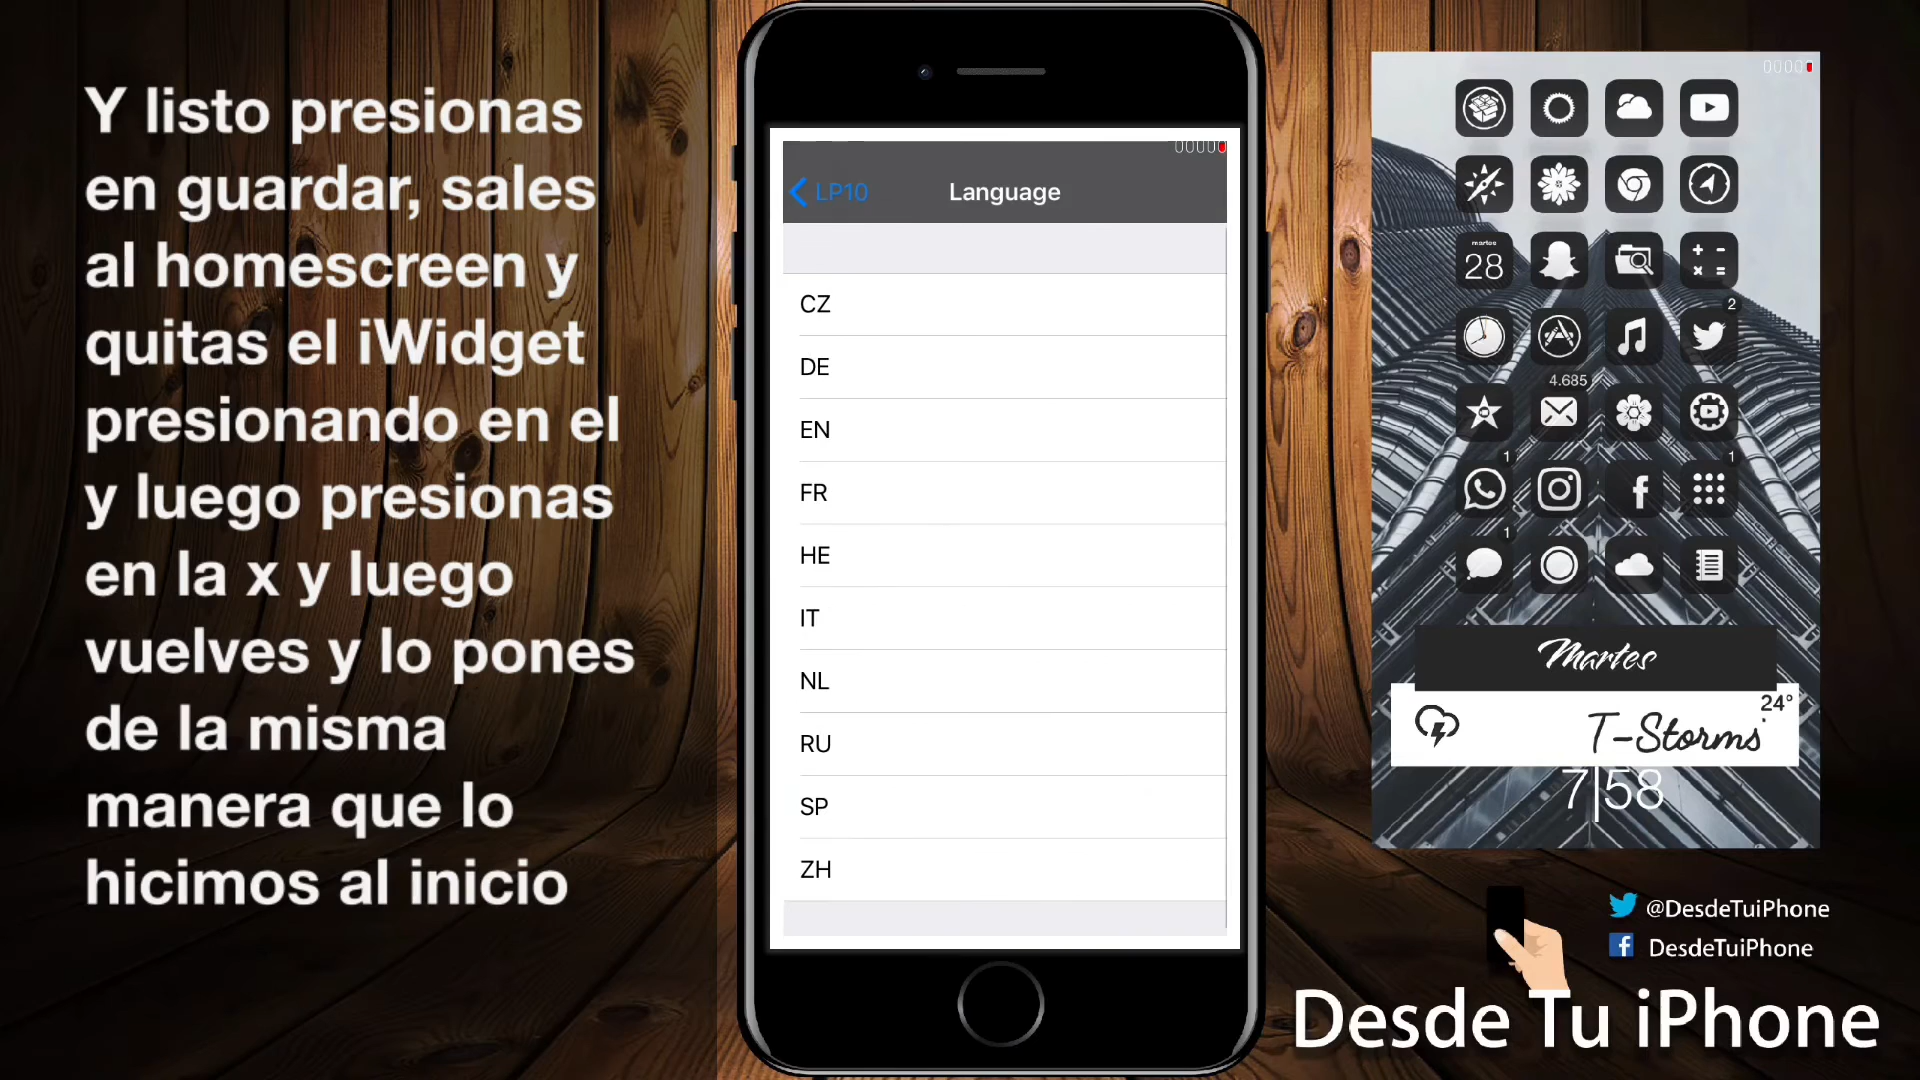 Y listo presionas
en guardar, sales
al homescreen y
quitas el iWidget
presionando en el
y luego presionas
en la x y luego
vuelves y lo pones
de la misma
manera que lo
hicimos al inicio
LP10
Language
CZ
DE
EN
FR
HE
IT
NL
RU
SP
ZH
martes
28
2
4.685
1
1
1
Martes
24°
T-Storms
7|58
@DesdeTuiPhone
DesdeTuiPhone
Desde Tu iPhone